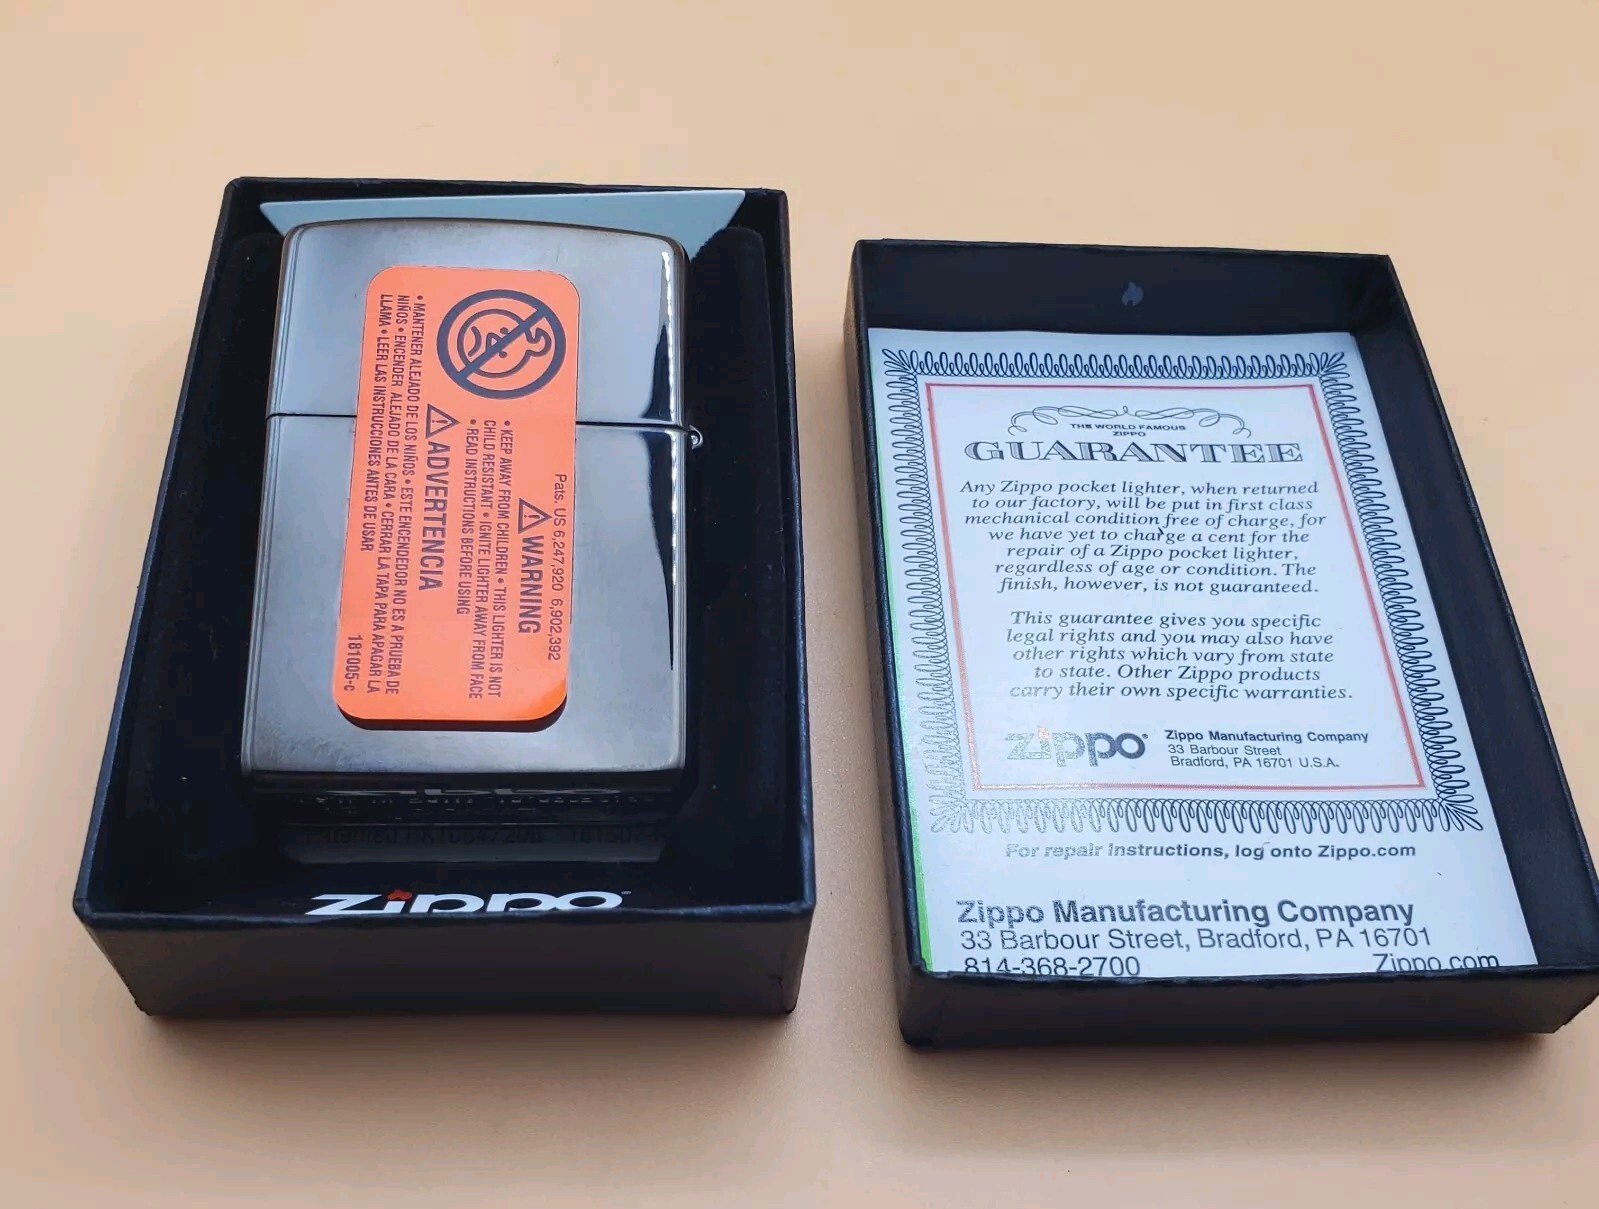 Pats. US 6,247,920 6,902,392
⚠ WARNING
• KEEP AWAY FROM CHILDREN • THIS LIGHTER IS NOT
CHILD RESISTANT • IGNITE LIGHTER AWAY FROM FACE
• READ INSTRUCTIONS BEFORE USING
⚠ ADVERTENCIA
• MANTENER ALEJADO DE LOS NIÑOS • ESTE ENCENDEDOR NO ES A PRUEBA DE
NIÑOS • ENCENDER ALEJADO DE LA CARA • CERRAR LA TAPA PARA APAGAR LA
LLAMA • LEER LAS INSTRUCCIONES ANTES DE USAR
181005-c
zippo
THE WORLD FAMOUS
ZIPPO
GUARANTEE
Any Zippo pocket lighter, when returned
to our factory, will be put in first class
mechanical condition free of charge, for
we have yet to charge a cent for the
repair of a Zippo pocket lighter,
regardless of age or condition. The
finish, however, is not guaranteed.
This guarantee gives you specific
legal rights and you may also have
other rights which vary from state
to state. Other Zippo products
carry their own specific warranties.
zippo®
Zippo Manufacturing Company
33 Barbour Street
Bradford, PA 16701 U.S.A.
For repair instructions, log onto Zippo.com
Zippo Manufacturing Company
33 Barbour Street, Bradford, PA 16701
814-368-2700 Zippo.com